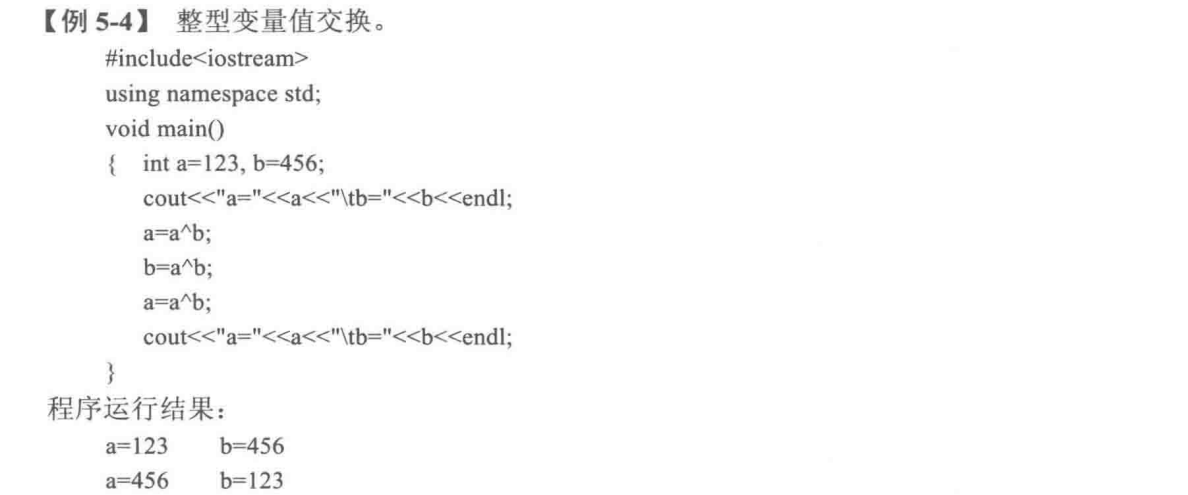 【例 5-4】 整型变量值交换。
#include<iostream>
using namespace std;
void main()
{ int a=123, b=456;
cout<<"a="<<a<<"\tb="<<b<<endl;
a=a^b;
b=a^b;
a=a^b;
cout<<"a="<<a<<"\tb="<<b<<endl;
}
程序运行结果：
a=123 b=456
a=456 b=123